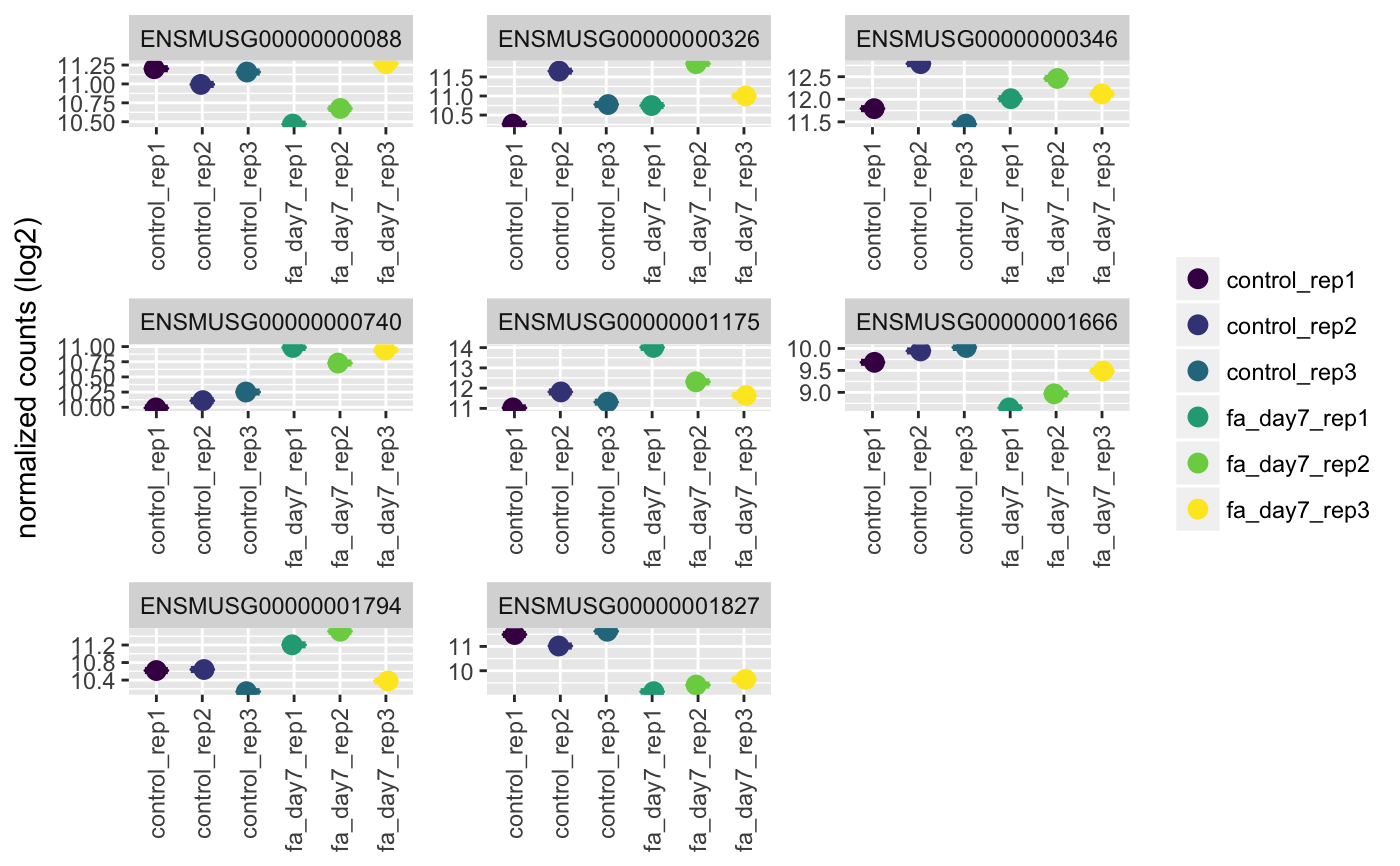 normalized counts (log2)
ENSMUSG00000000088
11.25
11.00
10.75
10.50
control_rep1
control_rep2
control_rep3
fa_day7_rep1
fa_day7_rep2
fa_day7_rep3
ENSMUSG00000000326
11.5
11.0
10.5
control_rep1
control_rep2
control_rep3
fa_day7_rep1
fa_day7_rep2
fa_day7_rep3
ENSMUSG00000000346
12.5
12.0
11.5
control_rep1
control_rep2
control_rep3
fa_day7_rep1
fa_day7_rep2
fa_day7_rep3
ENSMUSG00000000740
11.00
10.75
10.50
10.25
10.00
control_rep1
control_rep2
control_rep3
fa_day7_rep1
fa_day7_rep2
fa_day7_rep3
ENSMUSG00000001175
14
13
12
11
control_rep1
control_rep2
control_rep3
fa_day7_rep1
fa_day7_rep2
fa_day7_rep3
ENSMUSG00000001666
10.0
9.5
9.0
control_rep1
control_rep2
control_rep3
fa_day7_rep1
fa_day7_rep2
fa_day7_rep3
ENSMUSG00000001794
11.2
10.8
10.4
control_rep1
control_rep2
control_rep3
fa_day7_rep1
fa_day7_rep2
fa_day7_rep3
ENSMUSG00000001827
11
10
control_rep1
control_rep2
control_rep3
fa_day7_rep1
fa_day7_rep2
fa_day7_rep3
control_rep1
control_rep2
control_rep3
fa_day7_rep1
fa_day7_rep2
fa_day7_rep3